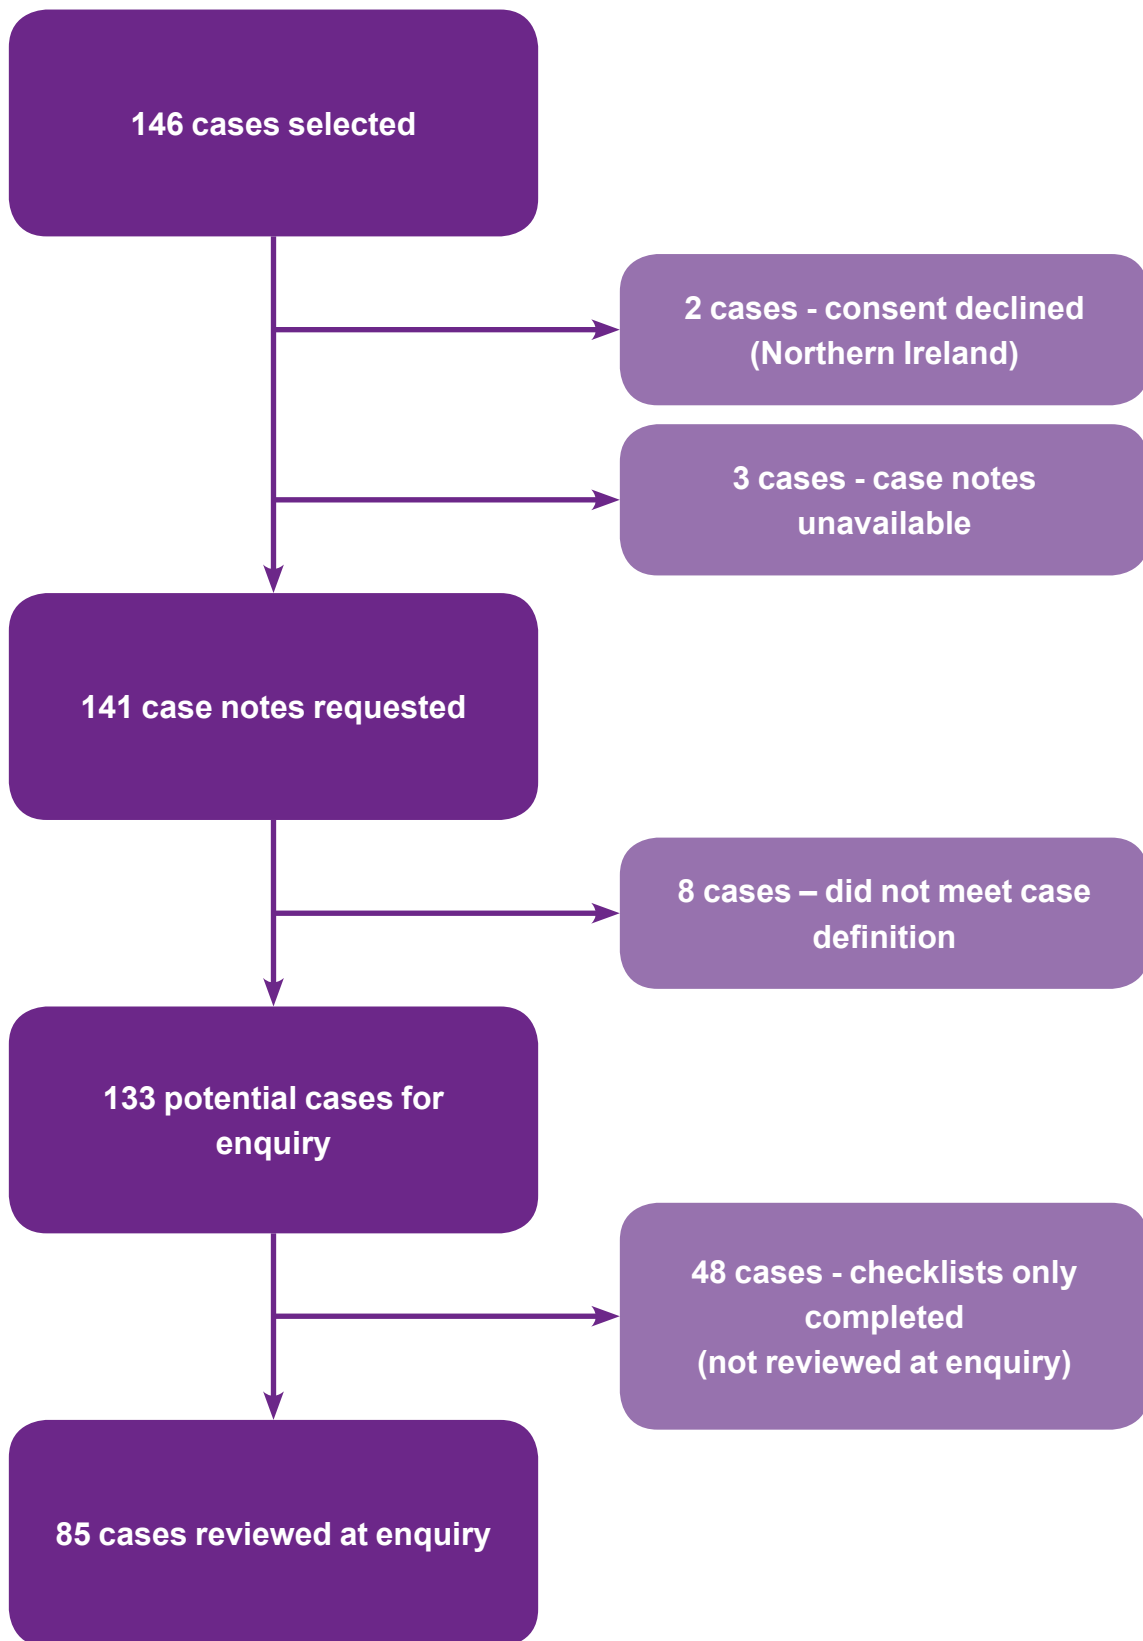 146 cases selected
2 cases - consent declined
(Northern Ireland)
3 cases - case notes
unavailable
141 case notes requested
8 cases – did not meet case
definition
133 potential cases for
enquiry
48 cases - checklists only
completed
(not reviewed at enquiry)
85 cases reviewed at enquiry